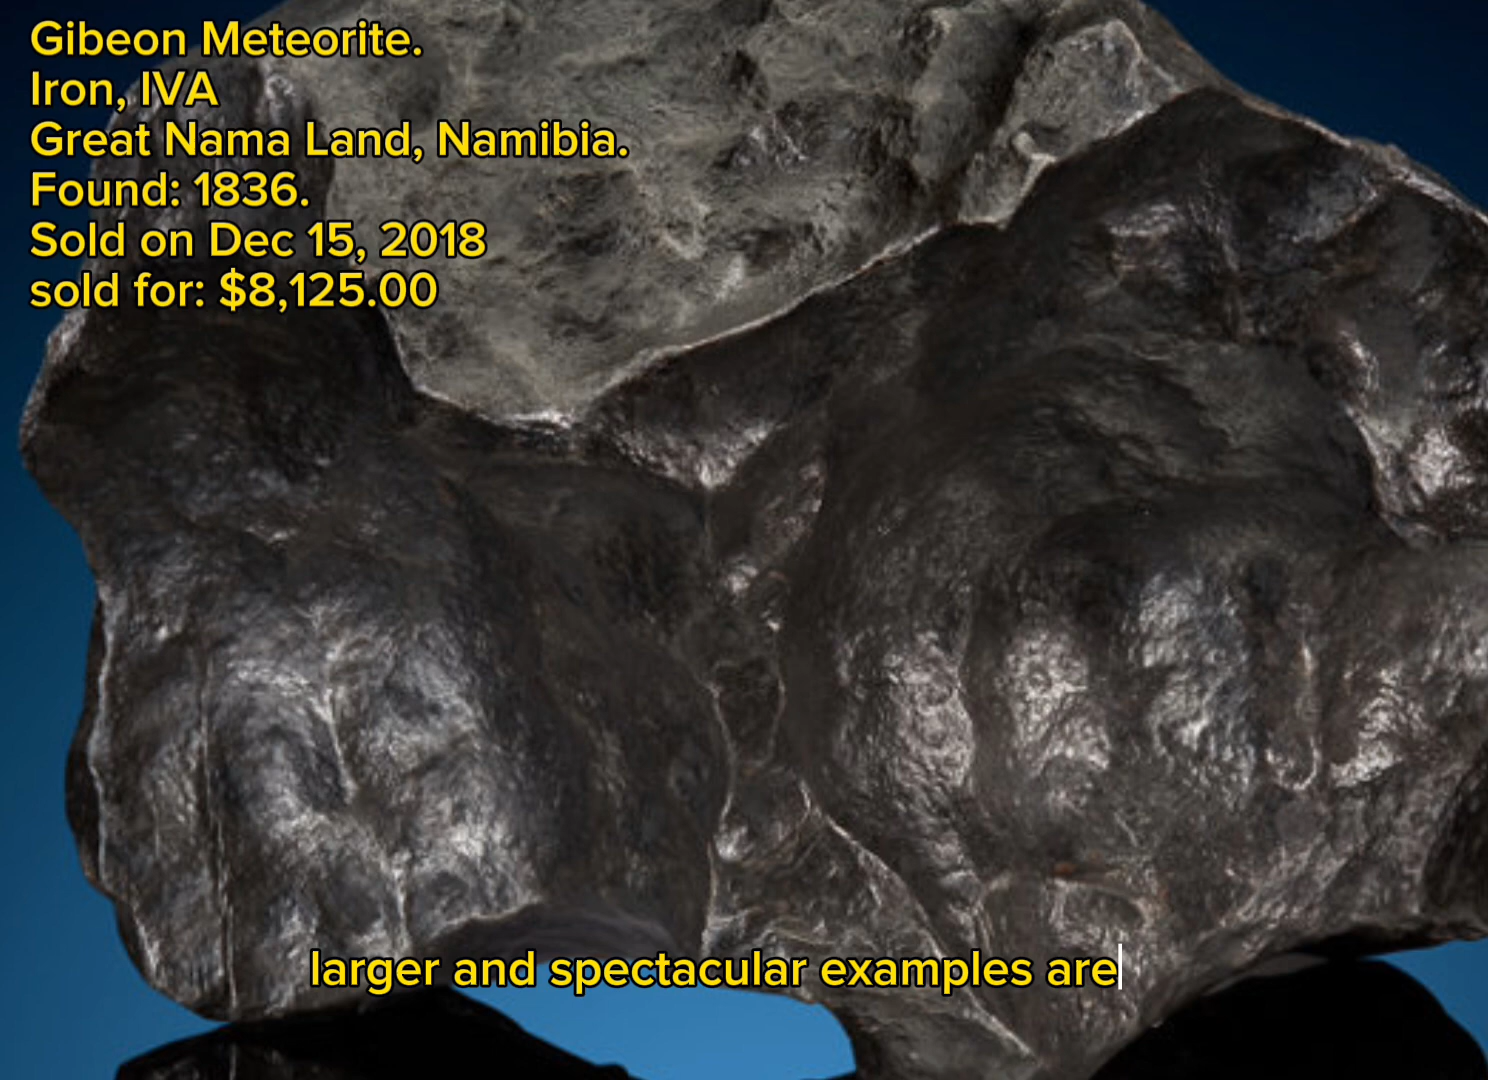 Gibeon Meteorite.
Iron, IVA
Great Nama Land, Namibia.
Found: 1836.
Sold on Dec 15, 2018
sold for: $8,125.00
larger and spectacular examples are